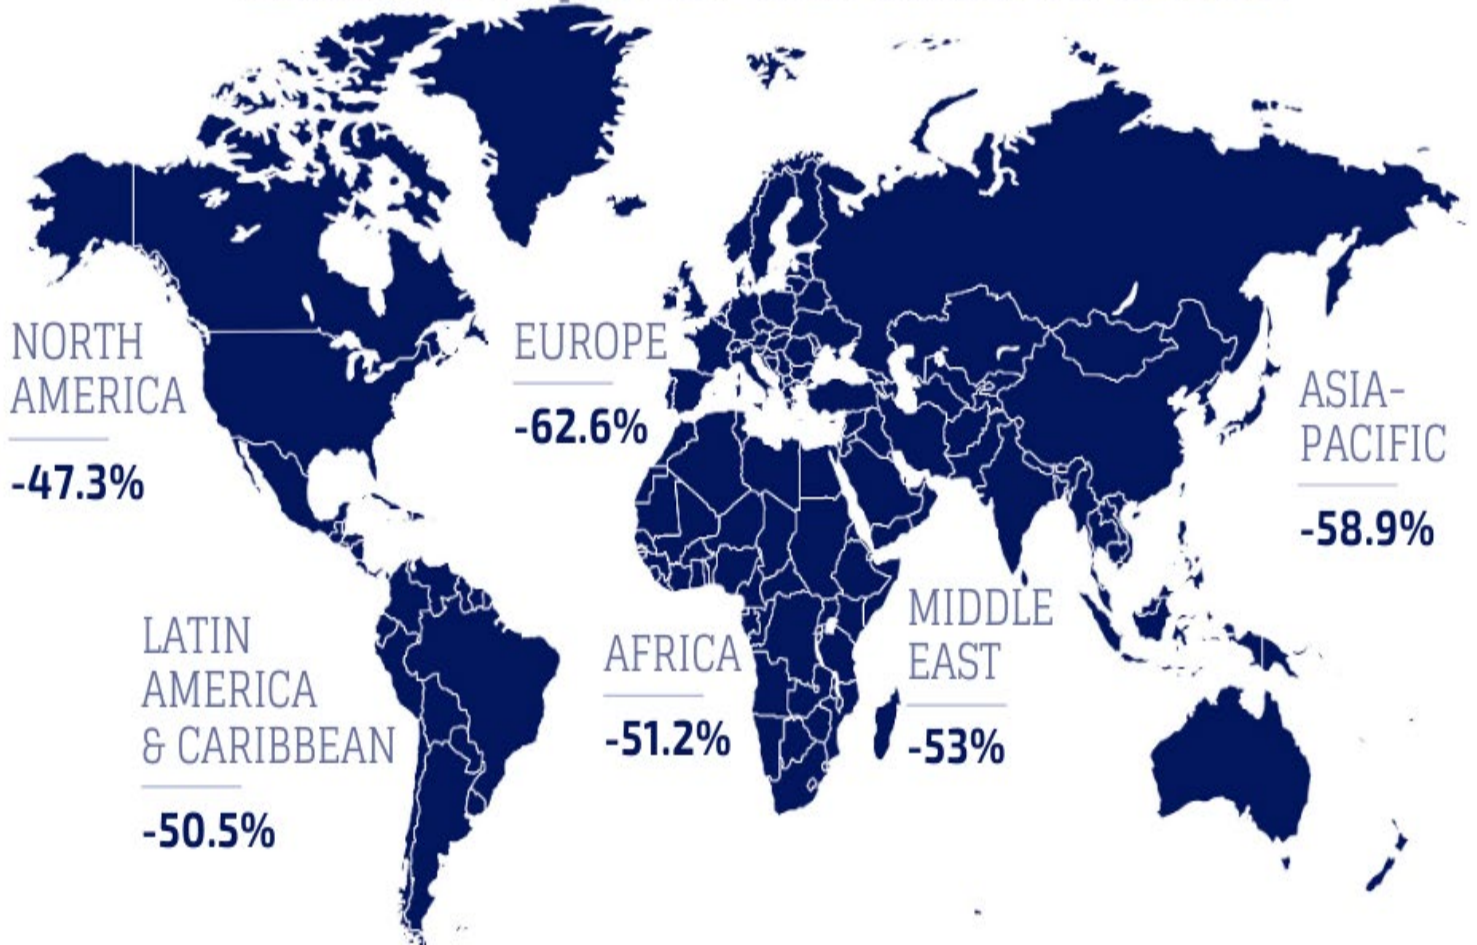 NORTH
AMERICA
-47.3%
EUROPE
-62.6%
ASIA-
PACIFIC
-58.9%
LATIN
AMERICA
& CARIBBEAN
-50.5%
AFRICA
-51.2%
MIDDLE
EAST
-53%